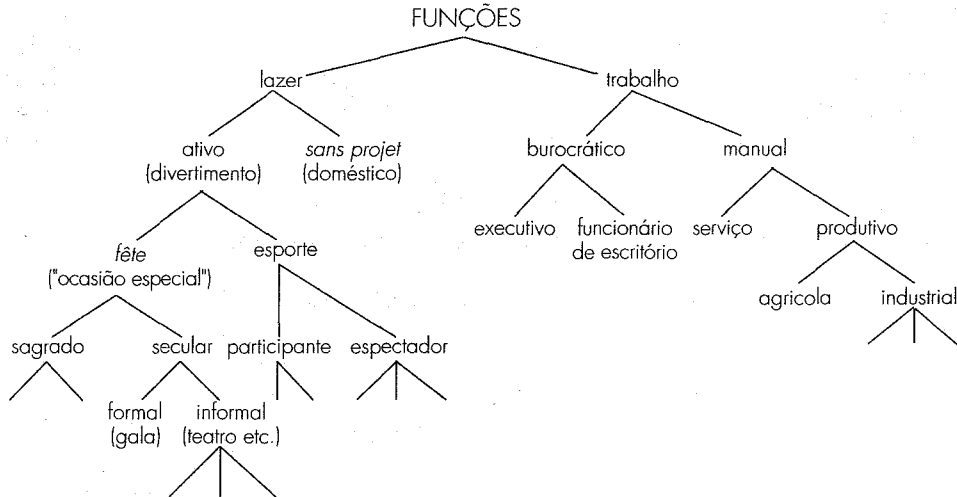 FUNÇÕES
lazer
trabalho
ativo
(divertimento)
sans projet
(doméstico)
burocrático
manual
fête
("ocasião especial")
esporte
executivo
funcionário
de escritório
serviço
produtivo
agricola
industrial
sagrado
secular
participante
espectador
formal
(gala)
informal
(teatro etc.)